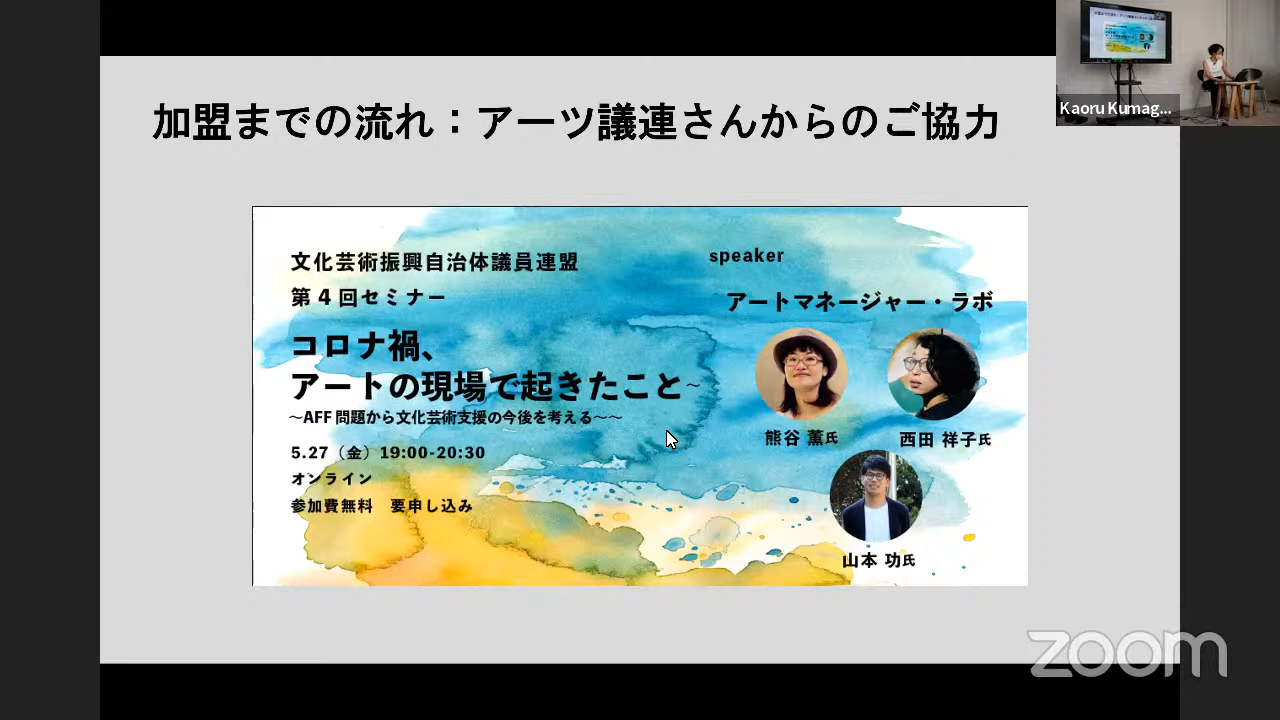 加盟までの流れ：アーツ議連さんからのご協力
Kaoru Kumag...
文化芸術振興自治体議員連盟
第4回セミナー
コロナ禍、
アートの現場で起きたこと~
～AFF問題から文化芸術支援の今後を考える～～
5.27（金）19:00-20:30
オンライン
参加費無料　要申し込み
speaker
アートマネージャー・ラボ
熊谷 薫氏
西田 祥子氏
山本 功氏
zoom